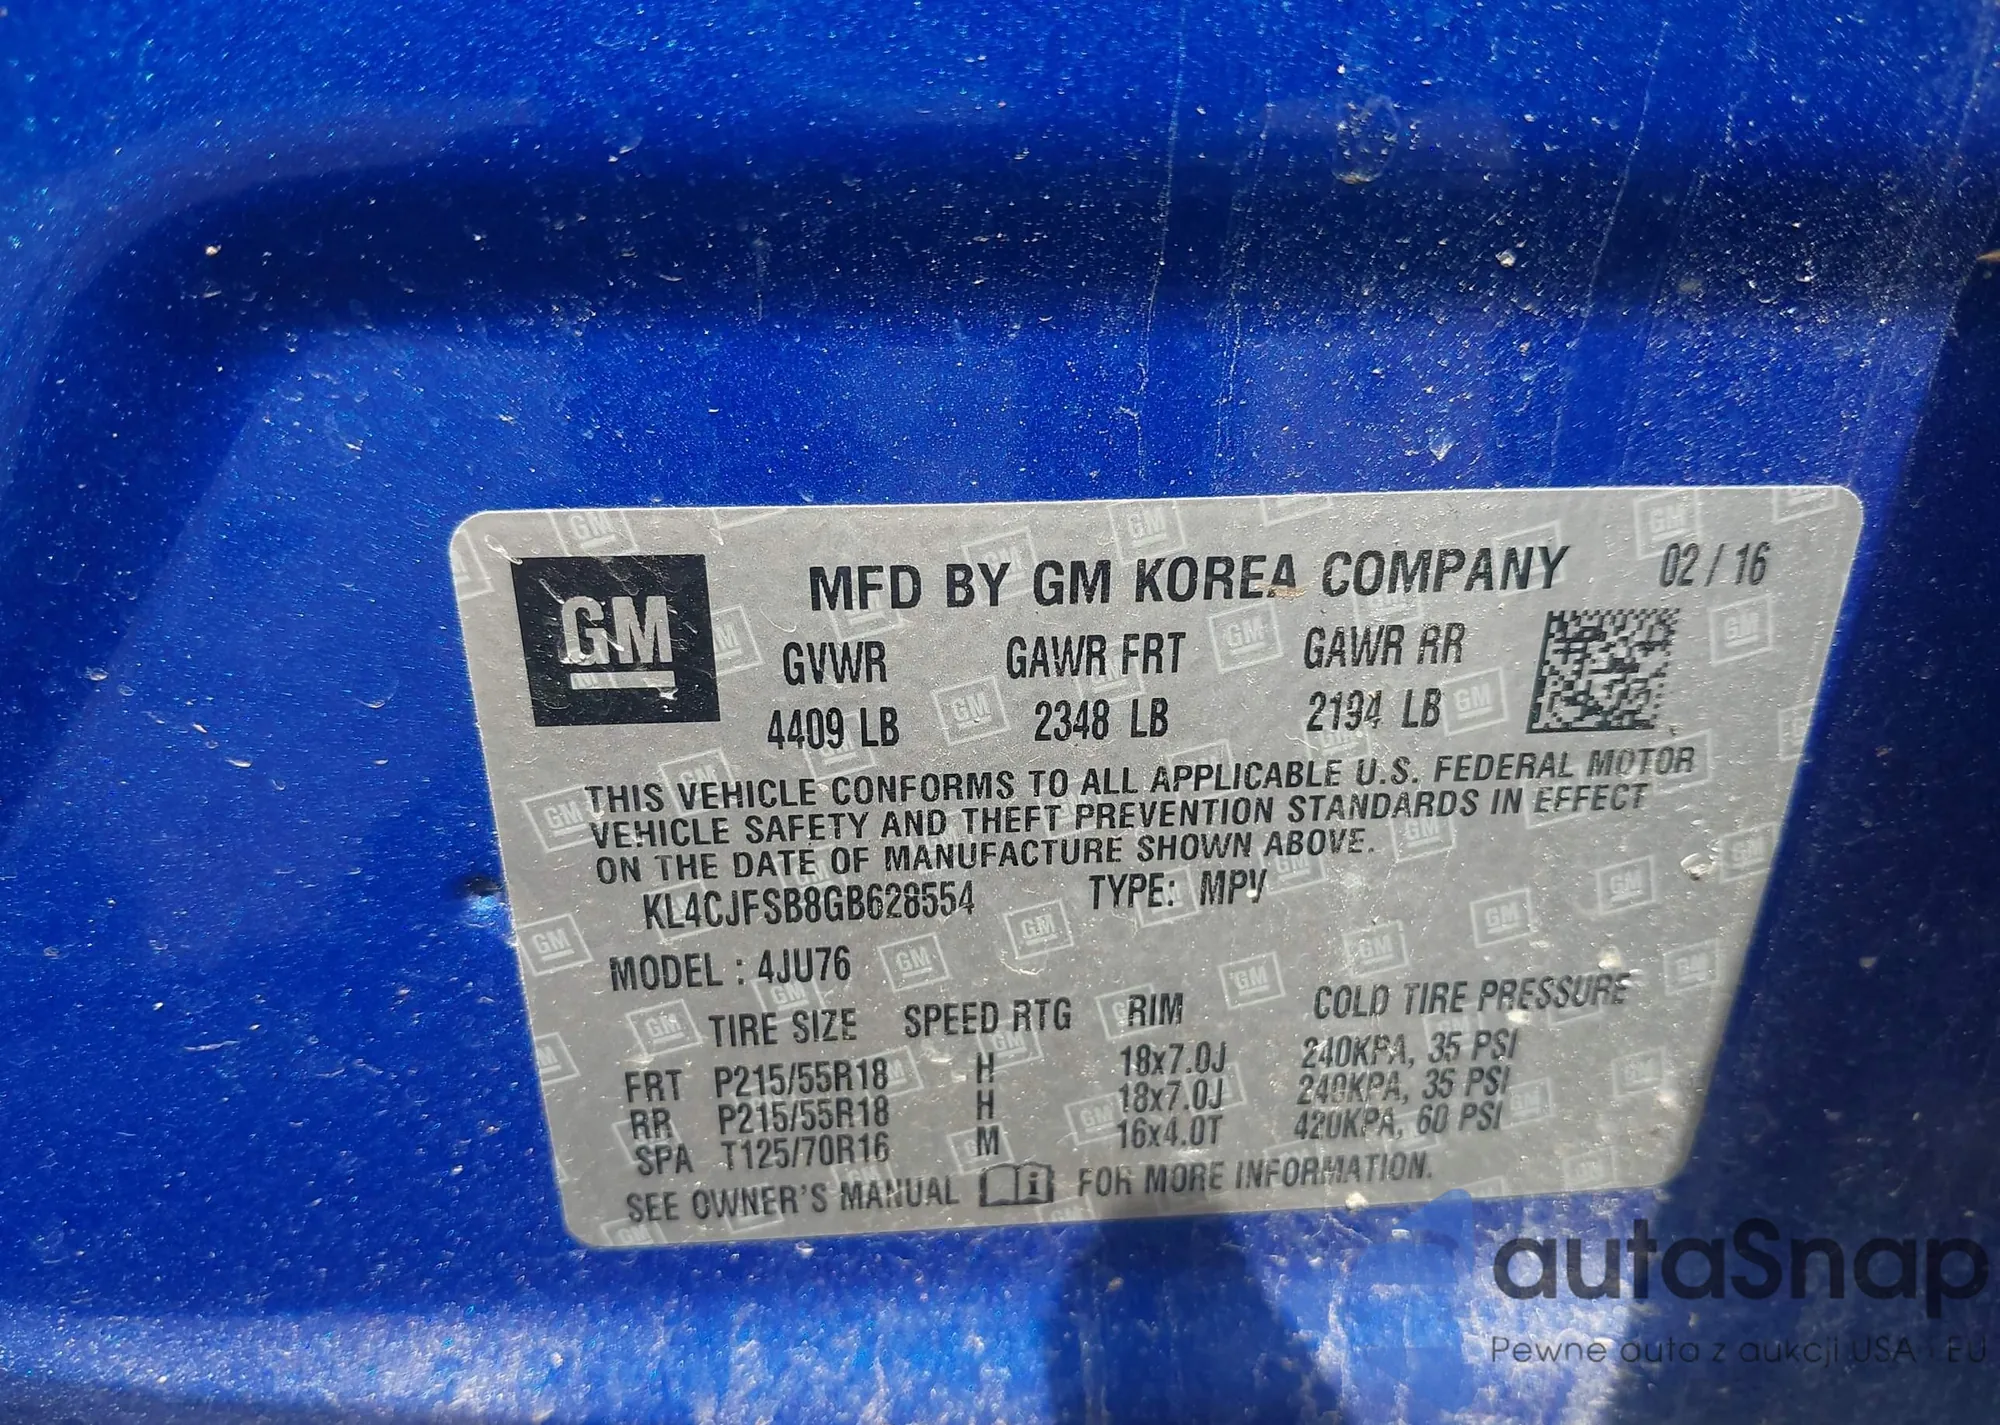 GM
MFD BY GM KOREA COMPANY 02 / 16
GVWR GAWR FRT GAWR RR
4409 LB 2348 LB 2194 LB
THIS VEHICLE CONFORMS TO ALL APPLICABLE U.S. FEDERAL MOTOR
VEHICLE SAFETY AND THEFT PREVENTION STANDARDS IN EFFECT
ON THE DATE OF MANUFACTURE SHOWN ABOVE.
KL4CJFSB8GB628554 TYPE: MPV
MODEL : 4JU76
TIRE SIZE SPEED RTG RIM COLD TIRE PRESSURE
FRT P215/55R18 H 18x7.0J 240KPA, 35 PSI
RR P215/55R18 H 18x7.0J 240KPA, 35 PSI
SPA T125/70R16 M 16x4.0T 420KPA, 60 PSI
SEE OWNER'S MANUAL FOR MORE INFORMATION.
autaSnap
Pewne auta z aukcji USA i EU